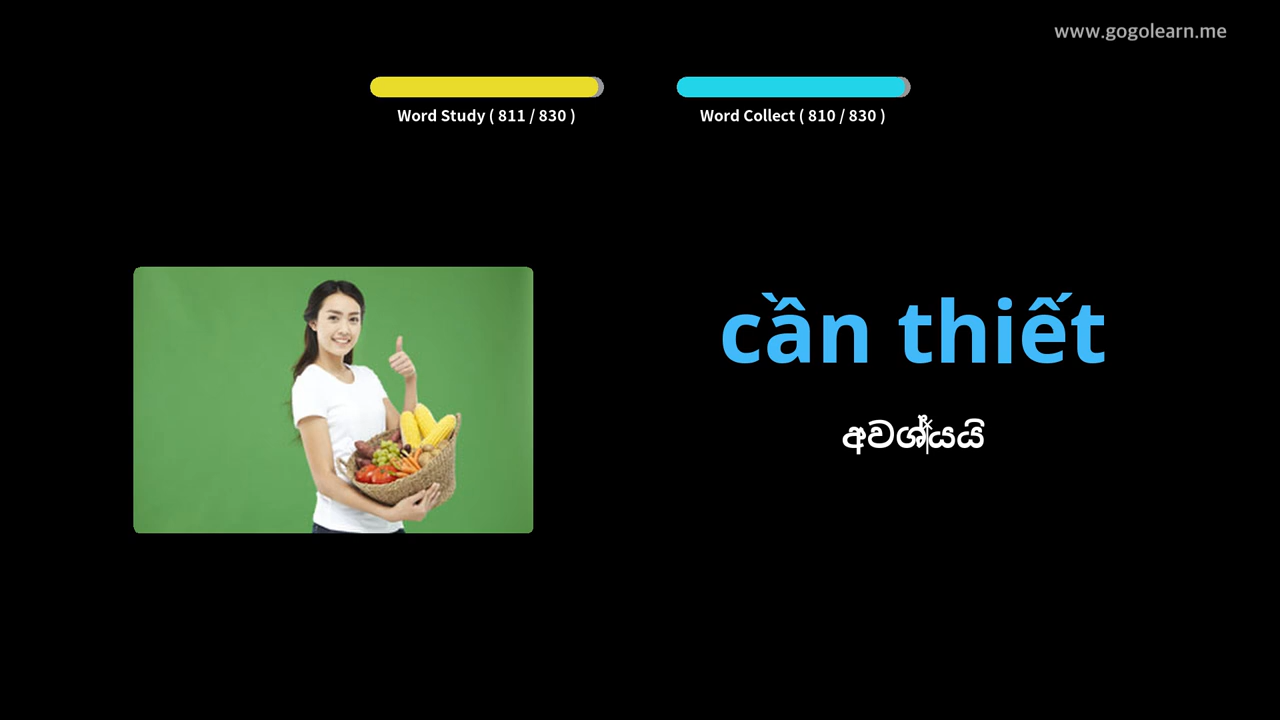 www.gogolearn.me
Word Study ( 811 / 830 )
Word Collect ( 810 / 830 )
cần thiết
අවශ්‍යයි